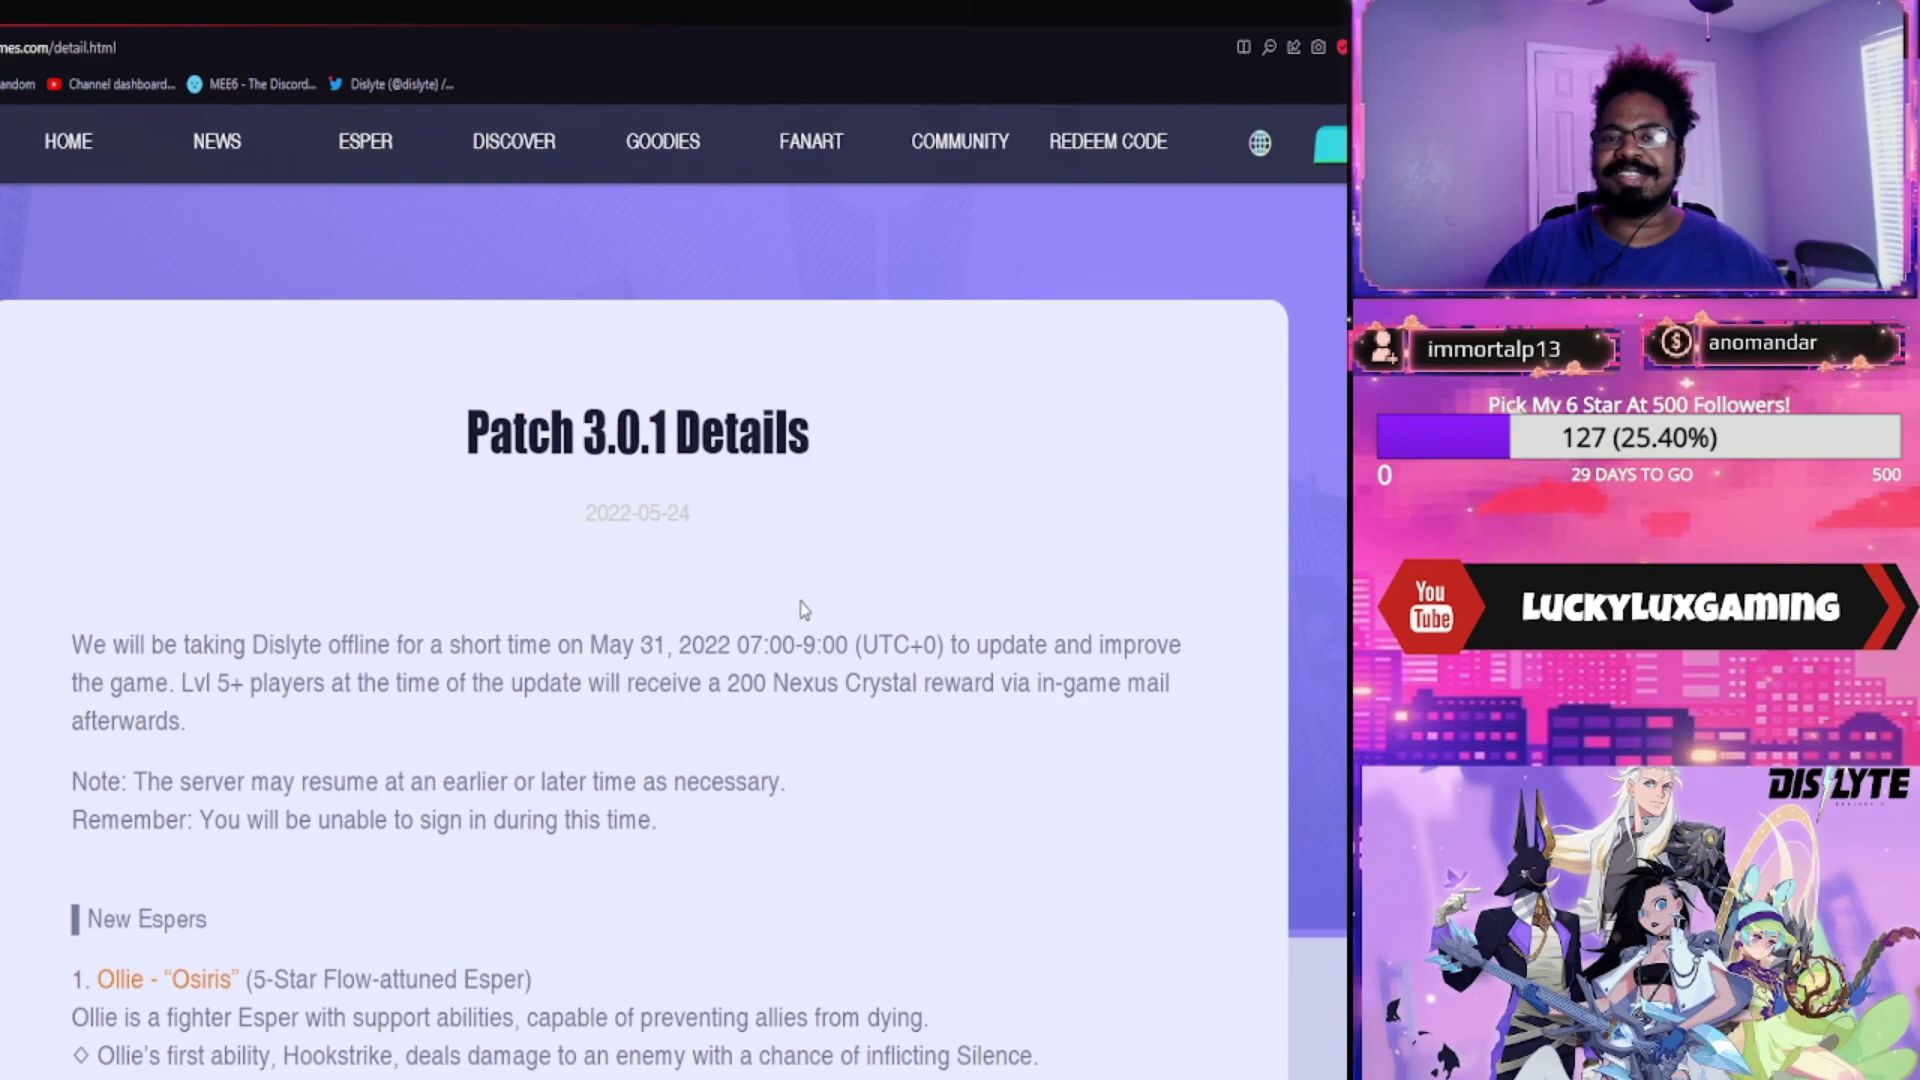 mes.com/detail.html
andom Channel dashboard... MEE6 - The Discord... Dislyte (@dislyte) /...
HOME NEWS ESPER DISCOVER GOODIES FANART COMMUNITY REDEEM CODE
Patch 3.0.1 Details
2022-05-24
We will be taking Dislyte offline for a short time on May 31, 2022 07:00-9:00 (UTC+0) to update and improve
the game. Lvl 5+ players at the time of the update will receive a 200 Nexus Crystal reward via in-game mail
afterwards.
Note: The server may resume at an earlier or later time as necessary.
Remember: You will be unable to sign in during this time.
New Espers
1. Ollie - “Osiris” (5-Star Flow-attuned Esper)
Ollie is a fighter Esper with support abilities, capable of preventing allies from dying.
◇ Ollie's first ability, Hookstrike, deals damage to an enemy with a chance of inflicting Silence.
immortalp13
$ anomandar
Pick My 6 Star At 500 Followers!
127 (25.40%)
0 29 DAYS TO GO 500
You
Tube
LUCKYLUXGAMING
DISLYTE